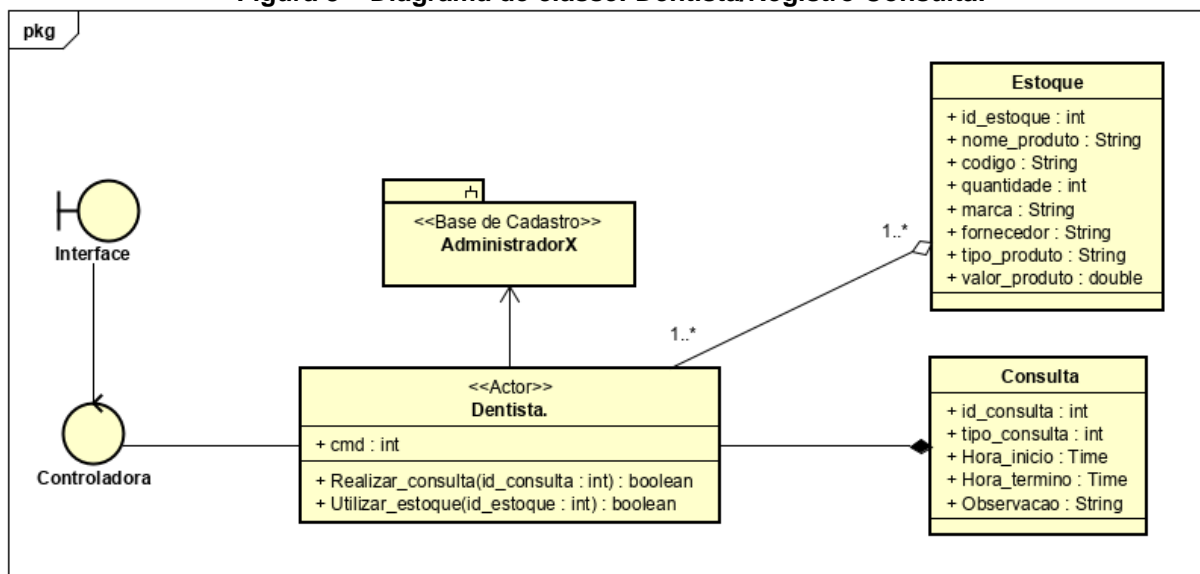 Figura – Diagrama de classe: Dentista/Registro Consulta.
pkg
Estoque
+ id_estoque : int
+ nome_produto : String
+ codigo : String
+ quantidade : int
+ marca : String
+ fornecedor : String
+ tipo_produto : String
+ valor_produto : double
Interface
<<Base de Cadastro>>
AdministradorX
1..*
1..*
<<Actor>>
Dentista.
+ cmd : int
+ Realizar_consulta(id_consulta : int) : boolean
+ Utilizar_estoque(id_estoque : int) : boolean
Controladora
Consulta
+ id_consulta : int
+ tipo_consulta : int
+ Hora_inicio : Time
+ Hora_termino : Time
+ Observacao : String